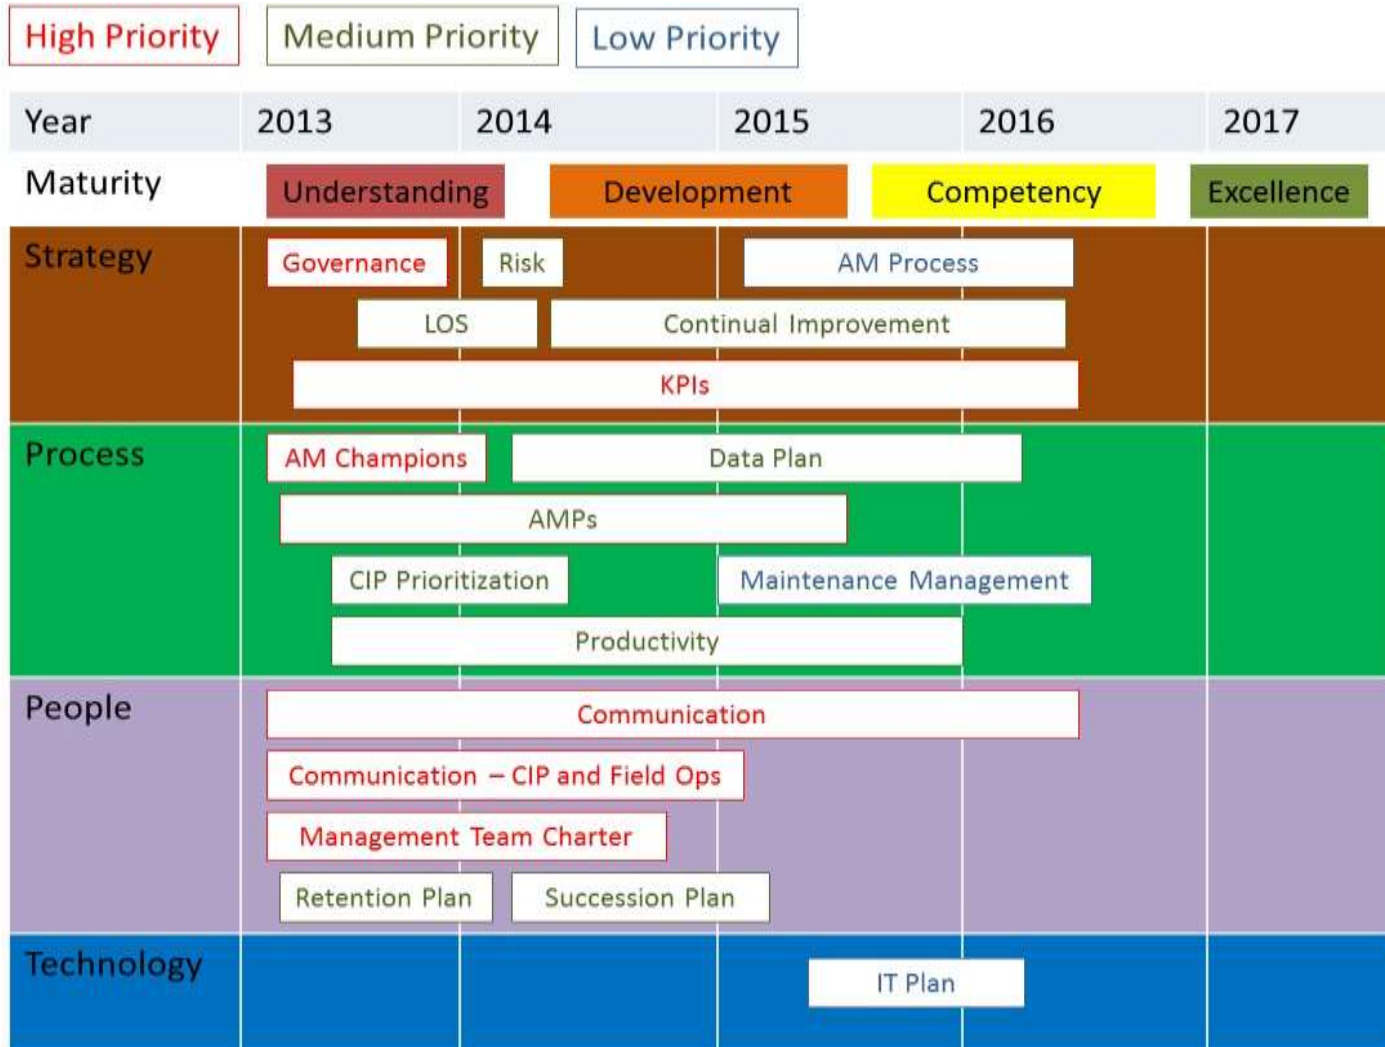 High Priority Medium Priority Low Priority
Year 2013 2014 2015 2016 2017
Maturity Understanding Development Competency Excellence
Strategy Governance Risk AM Process
LOS Continual Improvement
KPIs
Process AM Champions Data Plan
AMPs
CIP Prioritization Maintenance Management
Productivity
People Communication
Communication – CIP and Field Ops
Management Team Charter
Retention Plan Succession Plan
Technology IT Plan